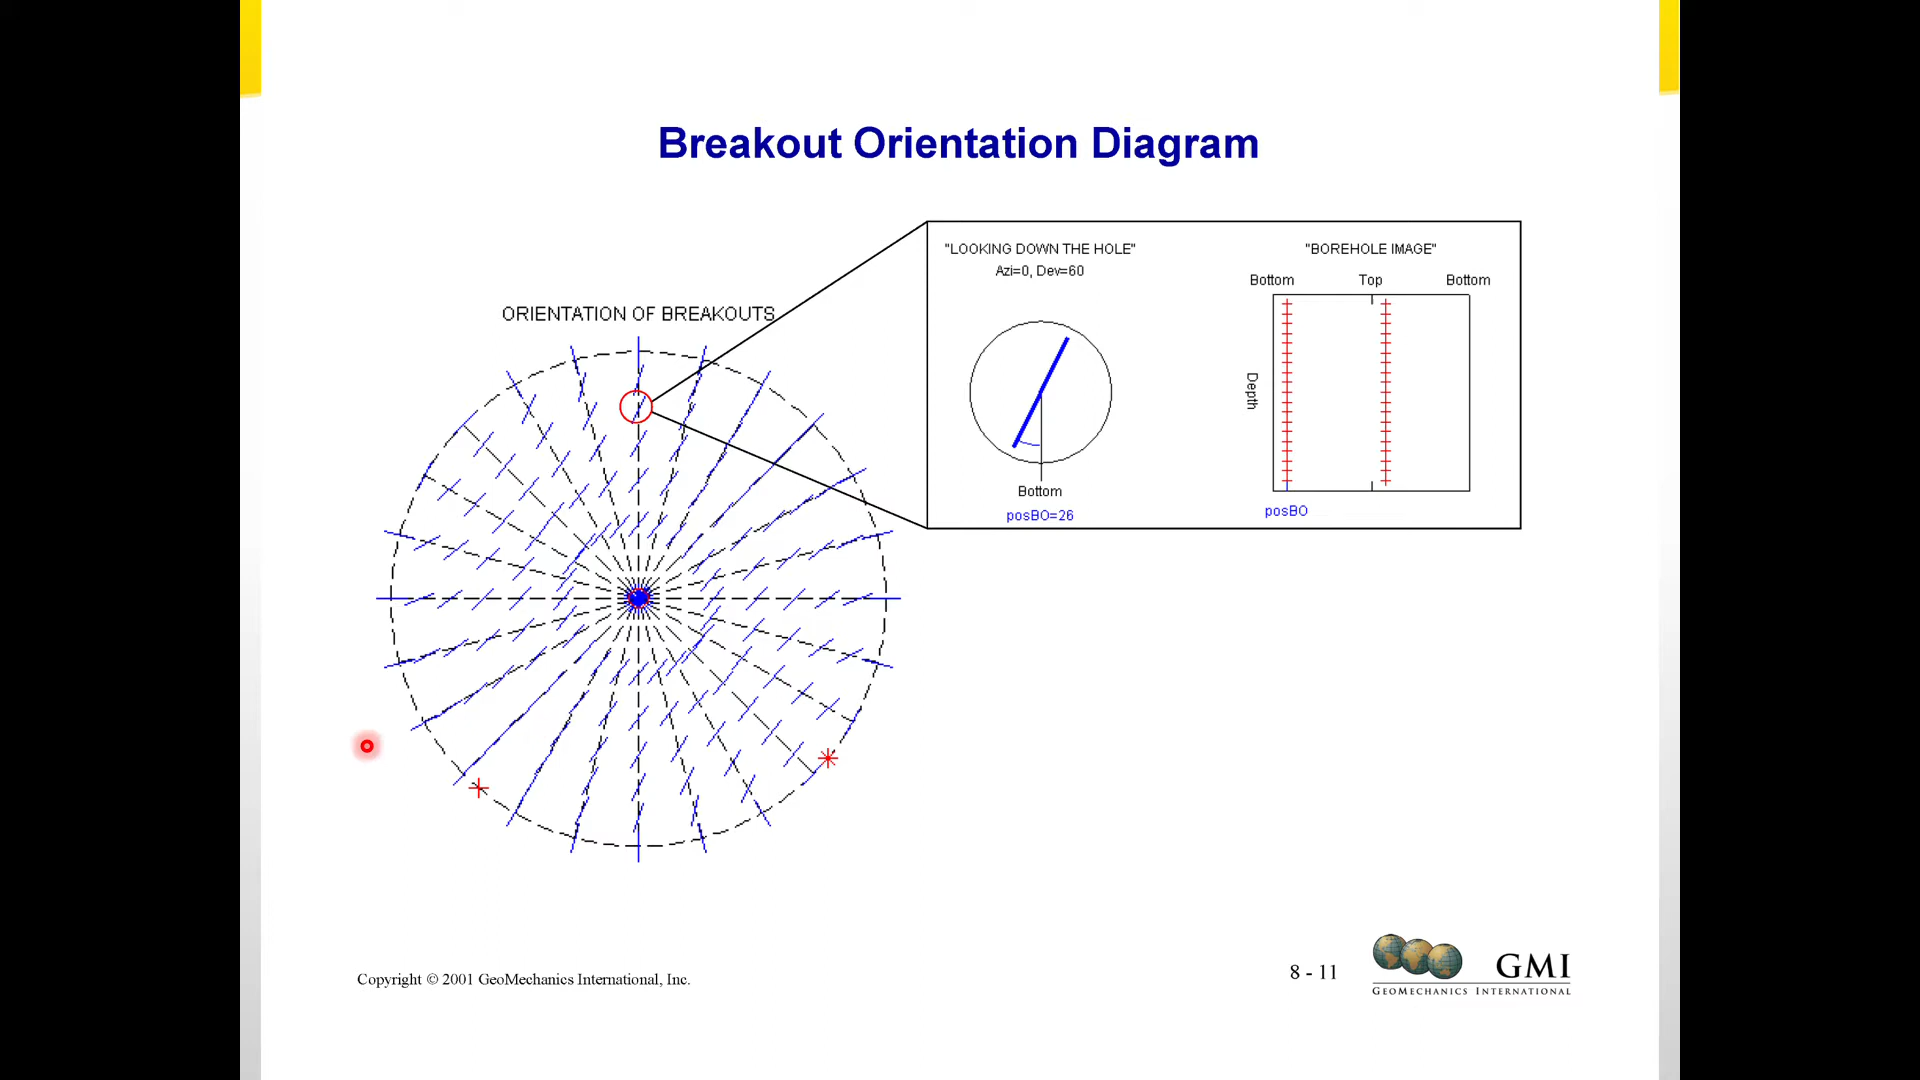 Breakout Orientation Diagram
"LOOKING DOWN THE HOLE"
Azi=0, Dev=60
"BOREHOLE IMAGE"
Bottom Top Bottom
ORIENTATION OF BREAKOUTS
Depth
Bottom
posBO=26
posBO
Copyright © 2001 GeoMechanics International, Inc.
8 - 11
GMI
GEOMECHANICS INTERNATIONAL